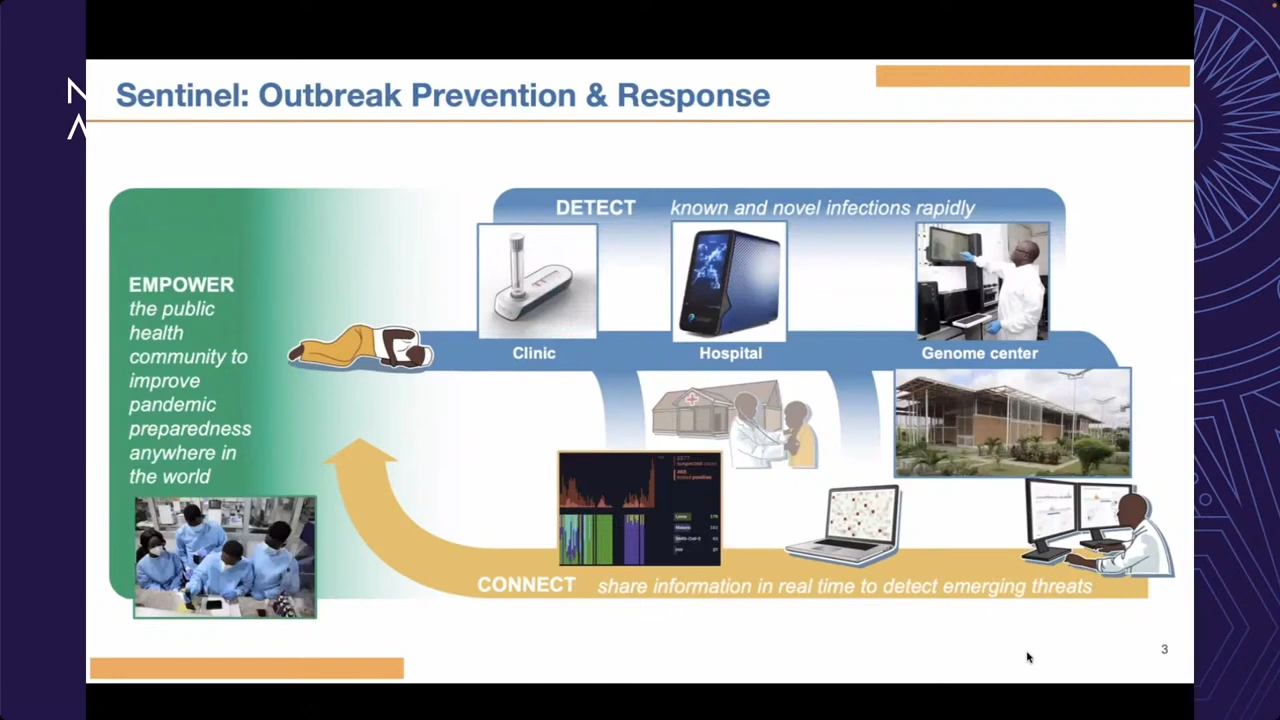 Sentinel: Outbreak Prevention & Response
DETECT known and novel infections rapidly
EMPOWER
the public
health
community to
improve
pandemic
preparedness
anywhere in
the world
Clinic
Hospital
Genome center
CONNECT share information in real time to detect emerging threats
3